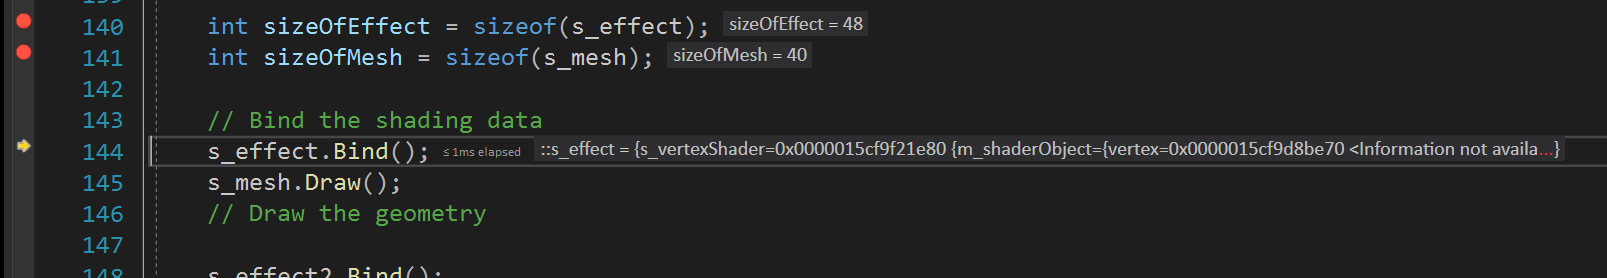 140 int sizeOfEffect = sizeof(s_effect); sizeOfEffect = 48
141 int sizeOfMesh = sizeof(s_mesh); sizeOfMesh = 40
142
143 // Bind the shading data
144 s_effect.Bind(); ≤ 1ms elapsed ::s_effect = {s_vertexShader=0x0000015cf9f21e80 {m_shaderObject={vertex=0x0000015cf9d8be70 <Information not availa...}
145 s_mesh.Draw();
146 // Draw the geometry
147
148 s_effect2.Bind();